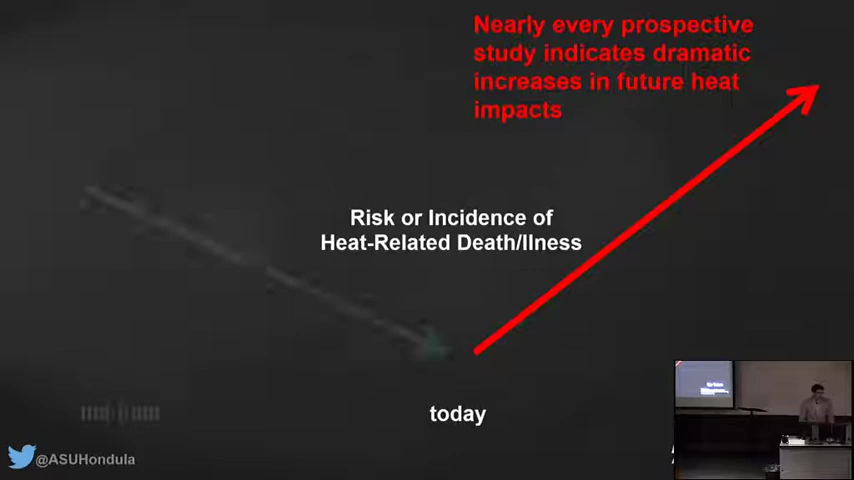 Nearly every prospective
study indicates dramatic
increases in future heat
impacts
Risk or Incidence of
Heat-Related Death/Ilness
today
@ASUHondula